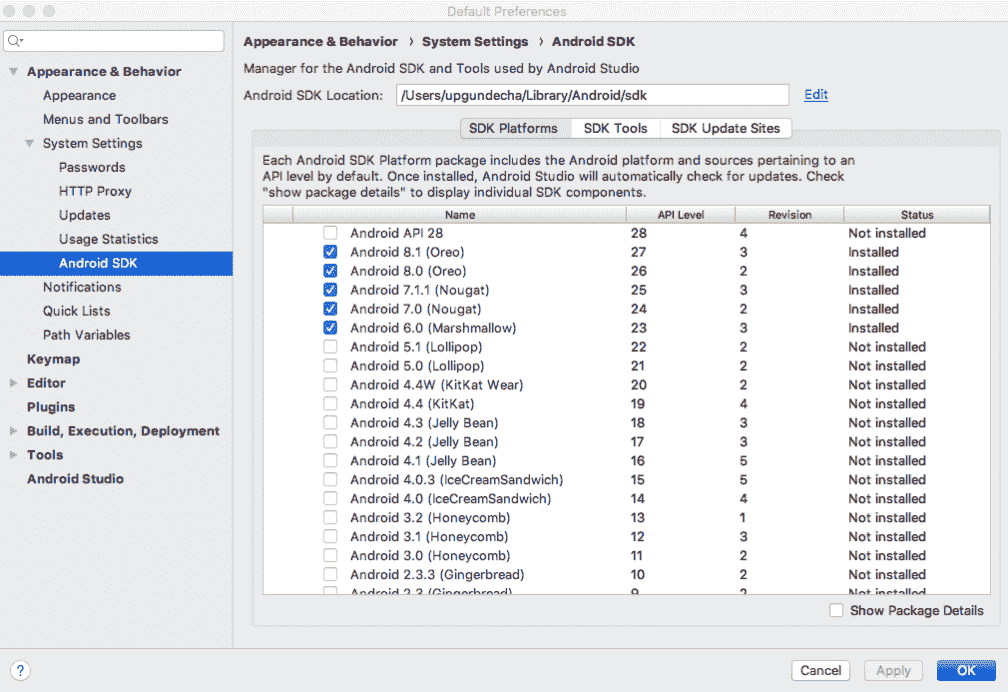 Default Preferences
Appearance & Behavior
Appearance
Menus and Toolbars
System Settings
Passwords
HTTP Proxy
Updates
Usage Statistics
Android SDK
Notifications
Quick Lists
Path Variables
Keymap
Editor
Plugins
Build, Execution, Deployment
Tools
Android Studio
Appearance & Behavior › System Settings › Android SDK
Manager for the Android SDK and Tools used by Android Studio
Android SDK Location: /Users/upgundecha/Library/Android/sdk Edit
SDK Platforms SDK Tools SDK Update Sites
Each Android SDK Platform package includes the Android platform and sources pertaining to an
API level by default. Once installed, Android Studio will automatically check for updates. Check
"show package details" to display individual SDK components.
Name API Level Revision Status
Android API 28 28 4 Not installed
Android 8.1 (Oreo) 27 3 Installed
Android 8.0 (Oreo) 26 2 Installed
Android 7.1.1 (Nougat) 25 3 Installed
Android 7.0 (Nougat) 24 2 Installed
Android 6.0 (Marshmallow) 23 3 Installed
Android 5.1 (Lollipop) 22 2 Not installed
Android 5.0 (Lollipop) 21 2 Not installed
Android 4.4W (KitKat Wear) 20 2 Not installed
Android 4.4 (KitKat) 19 4 Not installed
Android 4.3 (Jelly Bean) 18 3 Not installed
Android 4.2 (Jelly Bean) 17 3 Not installed
Android 4.1 (Jelly Bean) 16 5 Not installed
Android 4.0.3 (IceCreamSandwich) 15 5 Not installed
Android 4.0 (IceCreamSandwich) 14 4 Not installed
Android 3.2 (Honeycomb) 13 1 Not installed
Android 3.1 (Honeycomb) 12 3 Not installed
Android 3.0 (Honeycomb) 11 2 Not installed
Android 2.3.3 (Gingerbread) 10 2 Not installed
Android 2.3 (Gingerbread) 9 2 Not installed
Show Package Details
? Cancel Apply OK